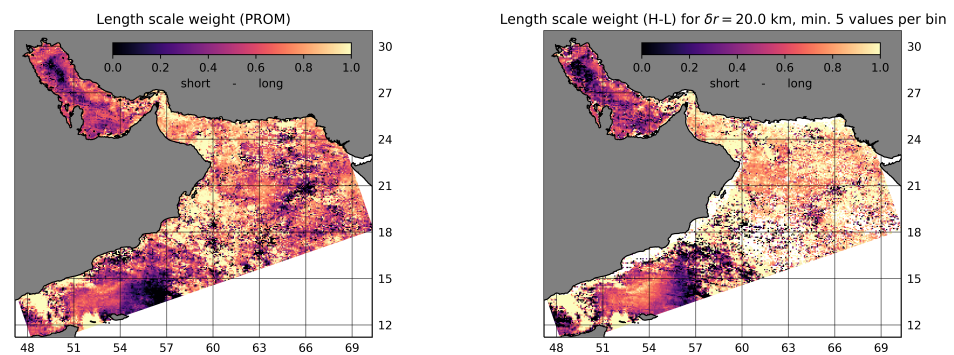 Length scale weight (PROM)
0.0 0.2 0.4 0.6 0.8 1.0
short - long
30
27
24
21
18
15
12
48 51 54 57 60 63 66 69
Length scale weight (H-L) for δr = 20.0 km, min. 5 values per bin
0.0 0.2 0.4 0.6 0.8 1.0
short - long
30
27
24
21
18
15
12
48 51 54 57 60 63 66 69